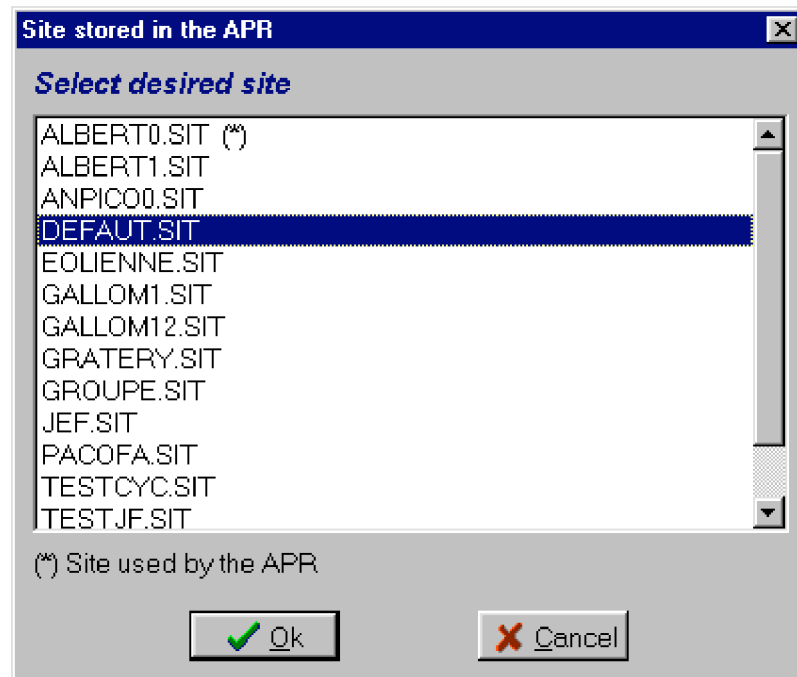 Site stored in the APR
Select desired site
ALBERT0.SIT (*)
ALBERT1.SIT
ANPICO0.SIT
DEFAUT.SIT
EOLIENNE.SIT
GALLOM1.SIT
GALLOM12.SIT
GRATERY.SIT
GROUPE.SIT
JEF.SIT
PACOFA.SIT
TESTCYC.SIT
TESTJF.SIT
(*) Site used by the APR
Ok
Cancel